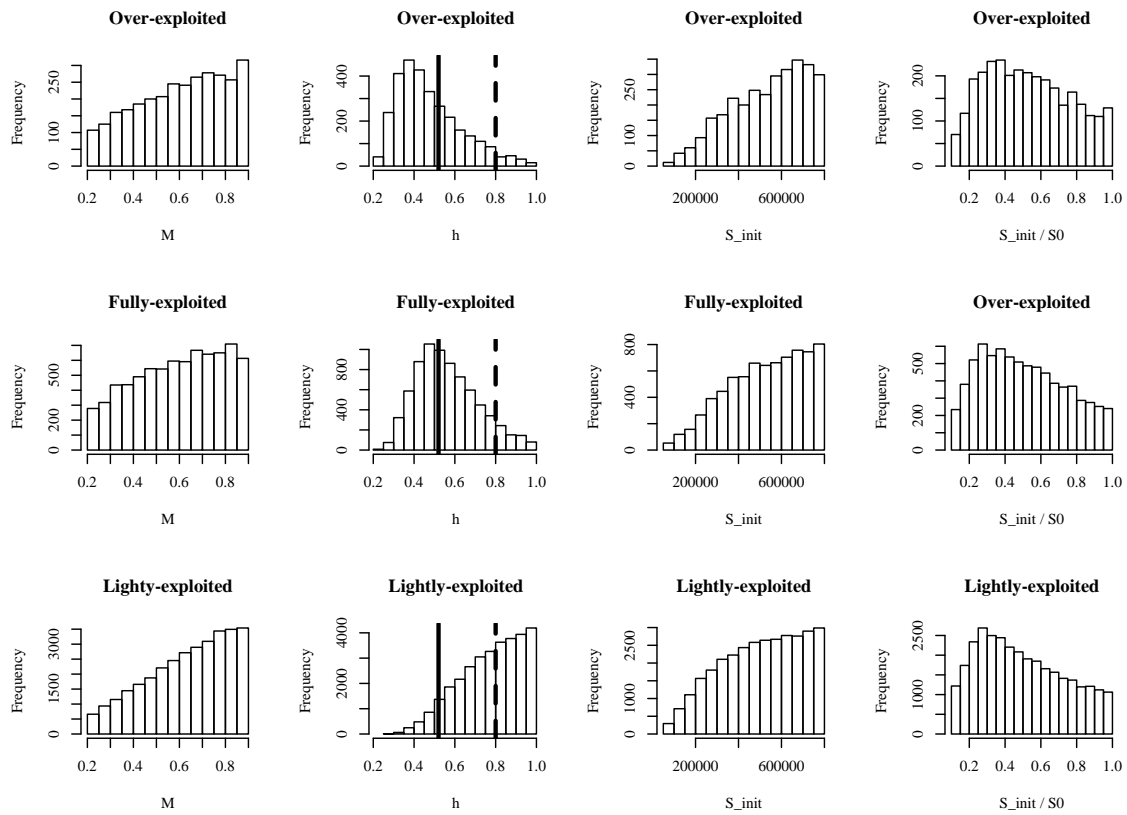 Over-exploited Over-exploited Over-exploited Over-exploited
Frequency 100 250
Frequency 0 200 400
Frequency 0 100 250
Frequency 0 100 200
0.2 0.4 0.6 0.8
0.2 0.4 0.6 0.8 1.0
200000 600000
0.2 0.4 0.6 0.8 1.0
M h S_init S_init / S0
Fully-exploited Fully-exploited Fully-exploited Over-exploited
Frequency 0 200 500
Frequency 0 400 1000
Frequency 0 400 800
Frequency 0 200 500
0.2 0.4 0.6 0.8
0.2 0.4 0.6 0.8 1.0
200000 600000
0.2 0.4 0.6 0.8 1.0
M h S_init S_init / S0
Lighty-exploited Lightly-exploited Lightly-exploited Lightly-exploited
Frequency 0 1500 3000
Frequency 0 2000 4000
Frequency 0 1000 2500
Frequency 0 1000 2500
0.2 0.4 0.6 0.8
0.2 0.4 0.6 0.8 1.0
200000 600000
0.2 0.4 0.6 0.8 1.0
M h S_init S_init / S0